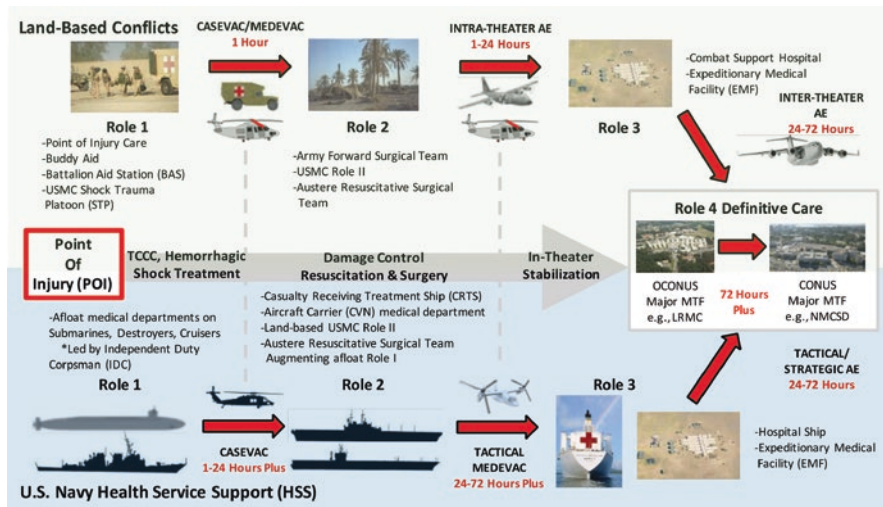 Land-Based Conflicts
CASEVAC/MEDEVAC
1 Hour
INTRA-THEATER AE
1-24 Hours
-Combat Support Hospital
-Expeditionary Medical
Facility (EMF)
INTER-THEATER
AE
24-72 Hours
Role 1
-Point of Injury Care
-Buddy Aid
-Battalion Aid Station (BAS)
-USMC Shock Trauma
Platoon (STP)
Role 2
-Army Forward Surgical Team
-USMC Role II
-Austere Resuscitative Surgical
Team
Role 3
Role 4 Definitive Care
OCONUS
Major MTF
e.g., LRMC
72 Hours
Plus
CONUS
Major MTF
e.g., NMCSD
Point
Of
Injury (POI)
TCCC, Hemorrhagic
Shock Treatment
Damage Control
Resuscitation & Surgery
In-Theater
Stabilization
-Afloat medical departments on
Submarines, Destroyers, Cruisers
*Led by Independent Duty
Corpsman (IDC)
-Casualty Receiving Treatment Ship (CRTS)
-Aircraft Carrier (CVN) medical department
-Land-based USMC Role II
-Austere Resuscitative Surgical Team
Augmenting afloat Role I
TACTICAL/
STRATEGIC AE
24-72 Hours
Role 1
Role 2
Role 3
CASEVAC
1-24 Hours Plus
TACTICAL
MEDEVAC
24-72 Hours Plus
-Hospital Ship
-Expeditionary Medical
Facility (EMF)
U.S. Navy Health Service Support (HSS)